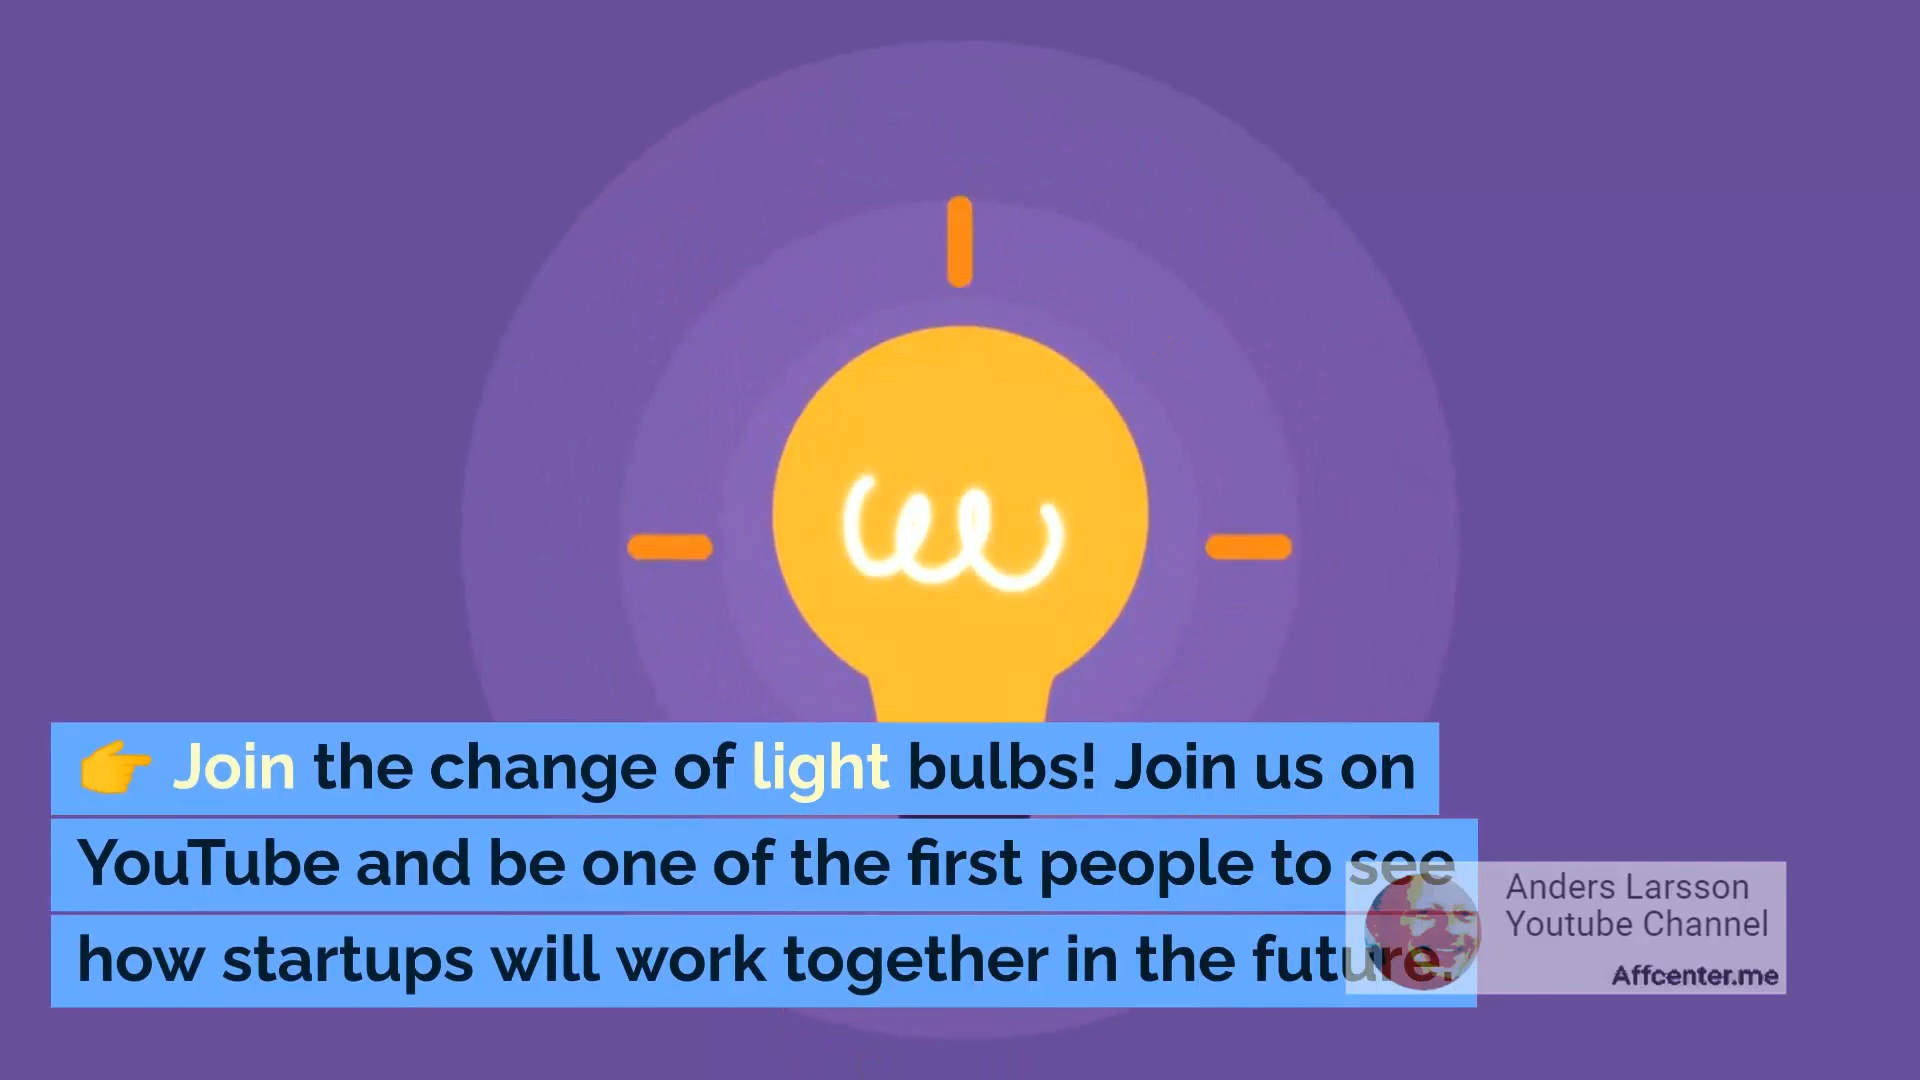 👉 Join the change of light bulbs! Join us on
YouTube and be one of the first people to see
how startups will work together in the future.
Anders Larsson
Youtube Channel
Affcenter.me